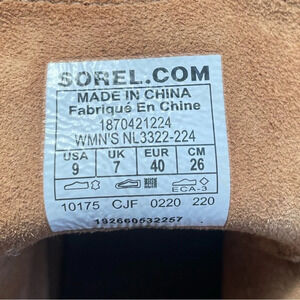 SOREL.COM
MADE IN CHINA
Fabriqué En Chine
1870421224
WMN'S NL3322-224
USA UK EUR CM
9 7 40 26
ECA-3
10175 CJF 0220 220
192660532257